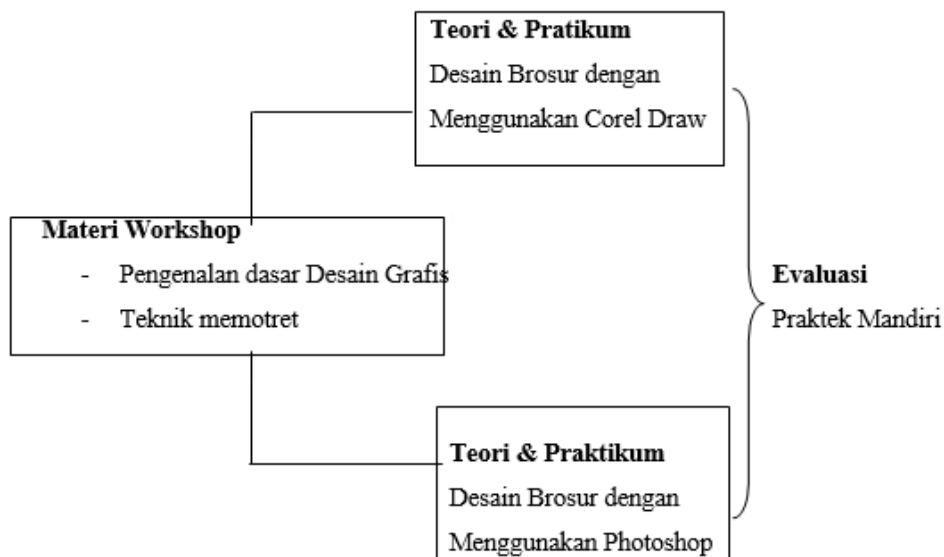 Teori & Pratikum
Desain Brosur dengan
Menggunakan Corel Draw
Materi Workshop
- Pengenalan dasar Desain Grafis
- Teknik memotret
Evaluasi
Praktek Mandiri
Teori & Praktikum
Desain Brosur dengan
Menggunakan Photoshop